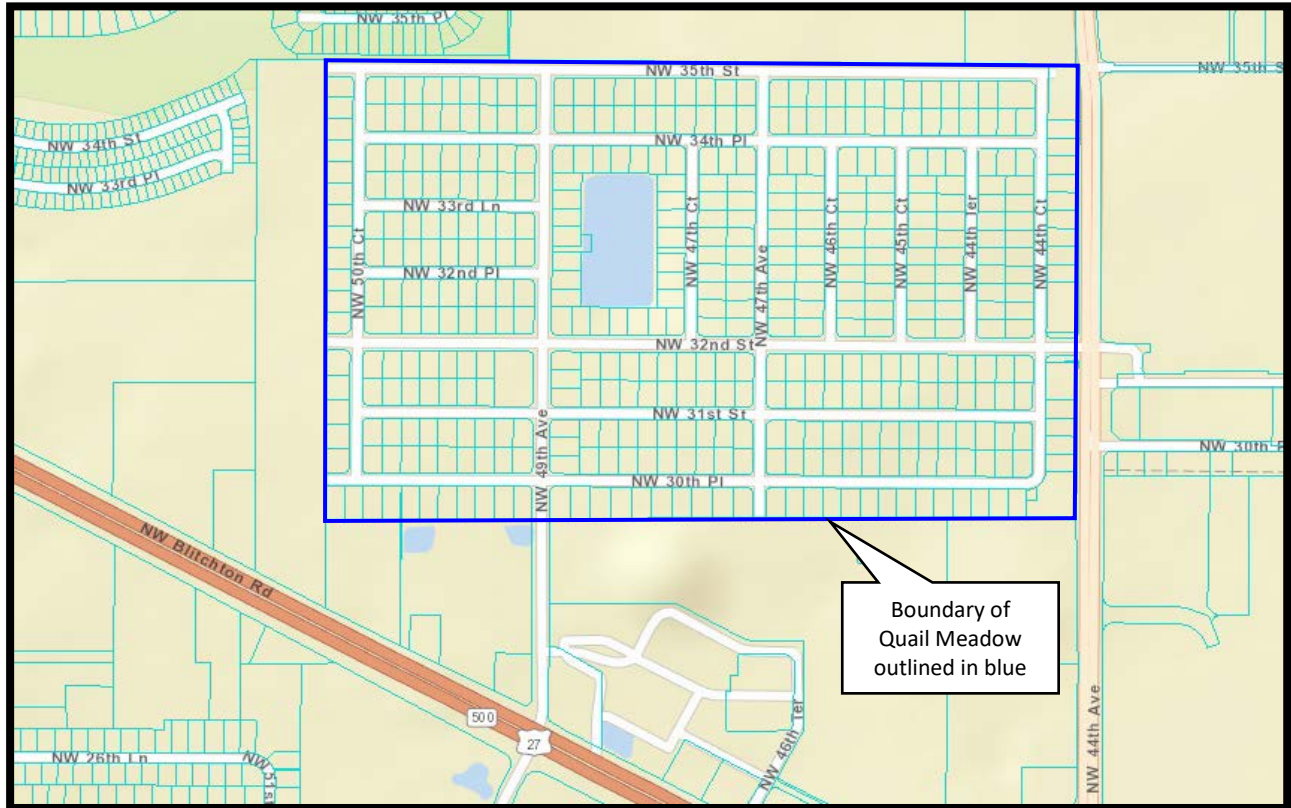 NW 35th Pl
NW 35th St
NW 35th S
NW 34th St
NW 33rd Pl
NW 34th Pl
NW 33rd Ln
NW 32nd Pl
NW 50th Ct
NW 47th Ct
NW 47th Ave
NW 46th Ct
NW 45th Ct
NW 44th Ter
NW 44th Ct
NW 32nd St
NW 31st St
NW 49th Ave
NW 30th Pl
NW 30th P
NW Blitchton Rd
Boundary of
Quail Meadow
outlined in blue
500
27
NW 46th Ter
NW 44th Ave
NW 26th Ln
NW 51st